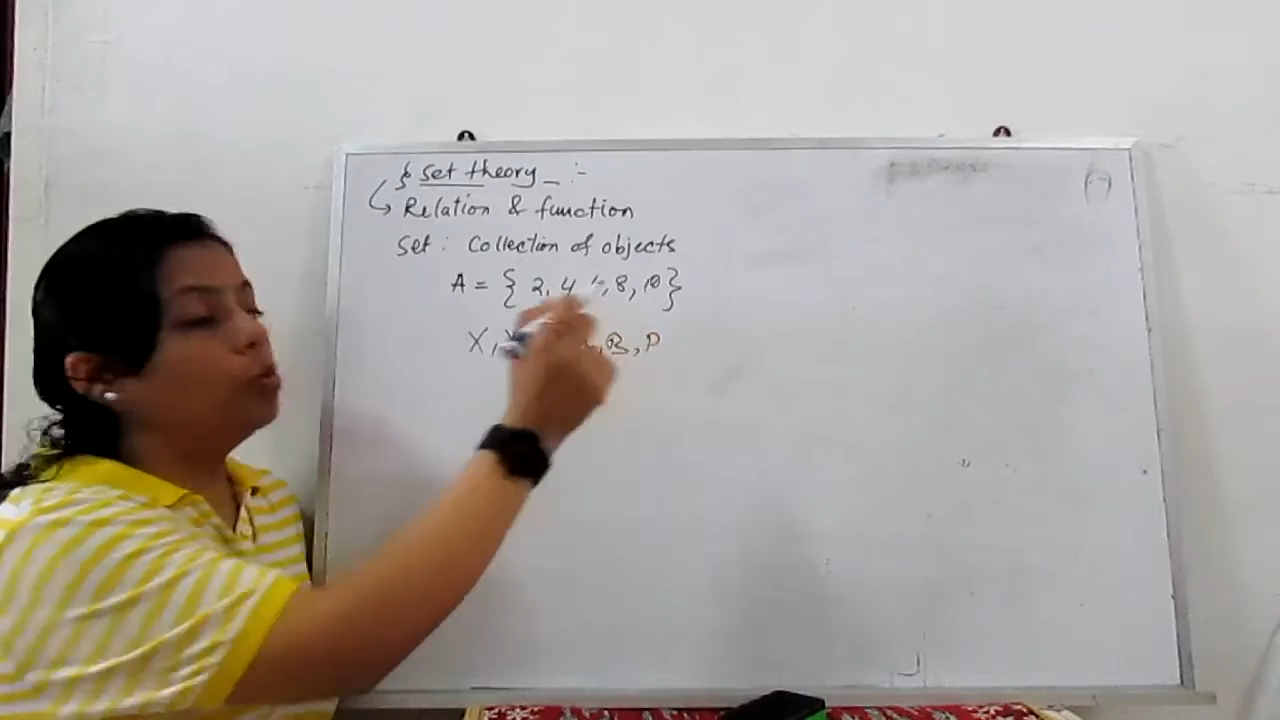 § Set theory :-
↳ Relation & function
Set : Collection of objects
A = { 2, 4, 8, 10 }
X, B, D